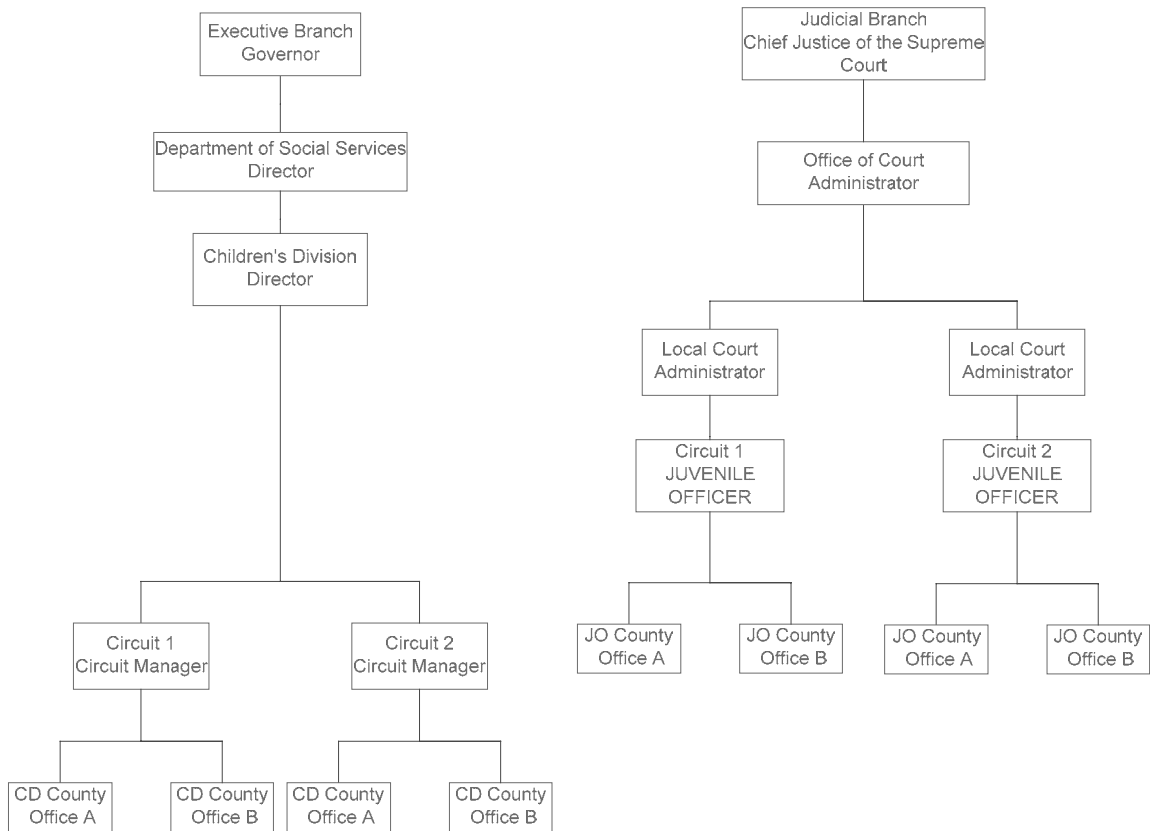 Executive Branch
Governor
Department of Social Services
Director
Children's Division
Director
Circuit 1
Circuit Manager
Circuit 2
Circuit Manager
CD County
Office A
CD County
Office B
CD County
Office A
CD County
Office B
Judicial Branch
Chief Justice of the Supreme
Court
Office of Court
Administrator
Local Court
Administrator
Local Court
Administrator
Circuit 1
JUVENILE
OFFICER
Circuit 2
JUVENILE
OFFICER
JO County
Office A
JO County
Office B
JO County
Office A
JO County
Office B